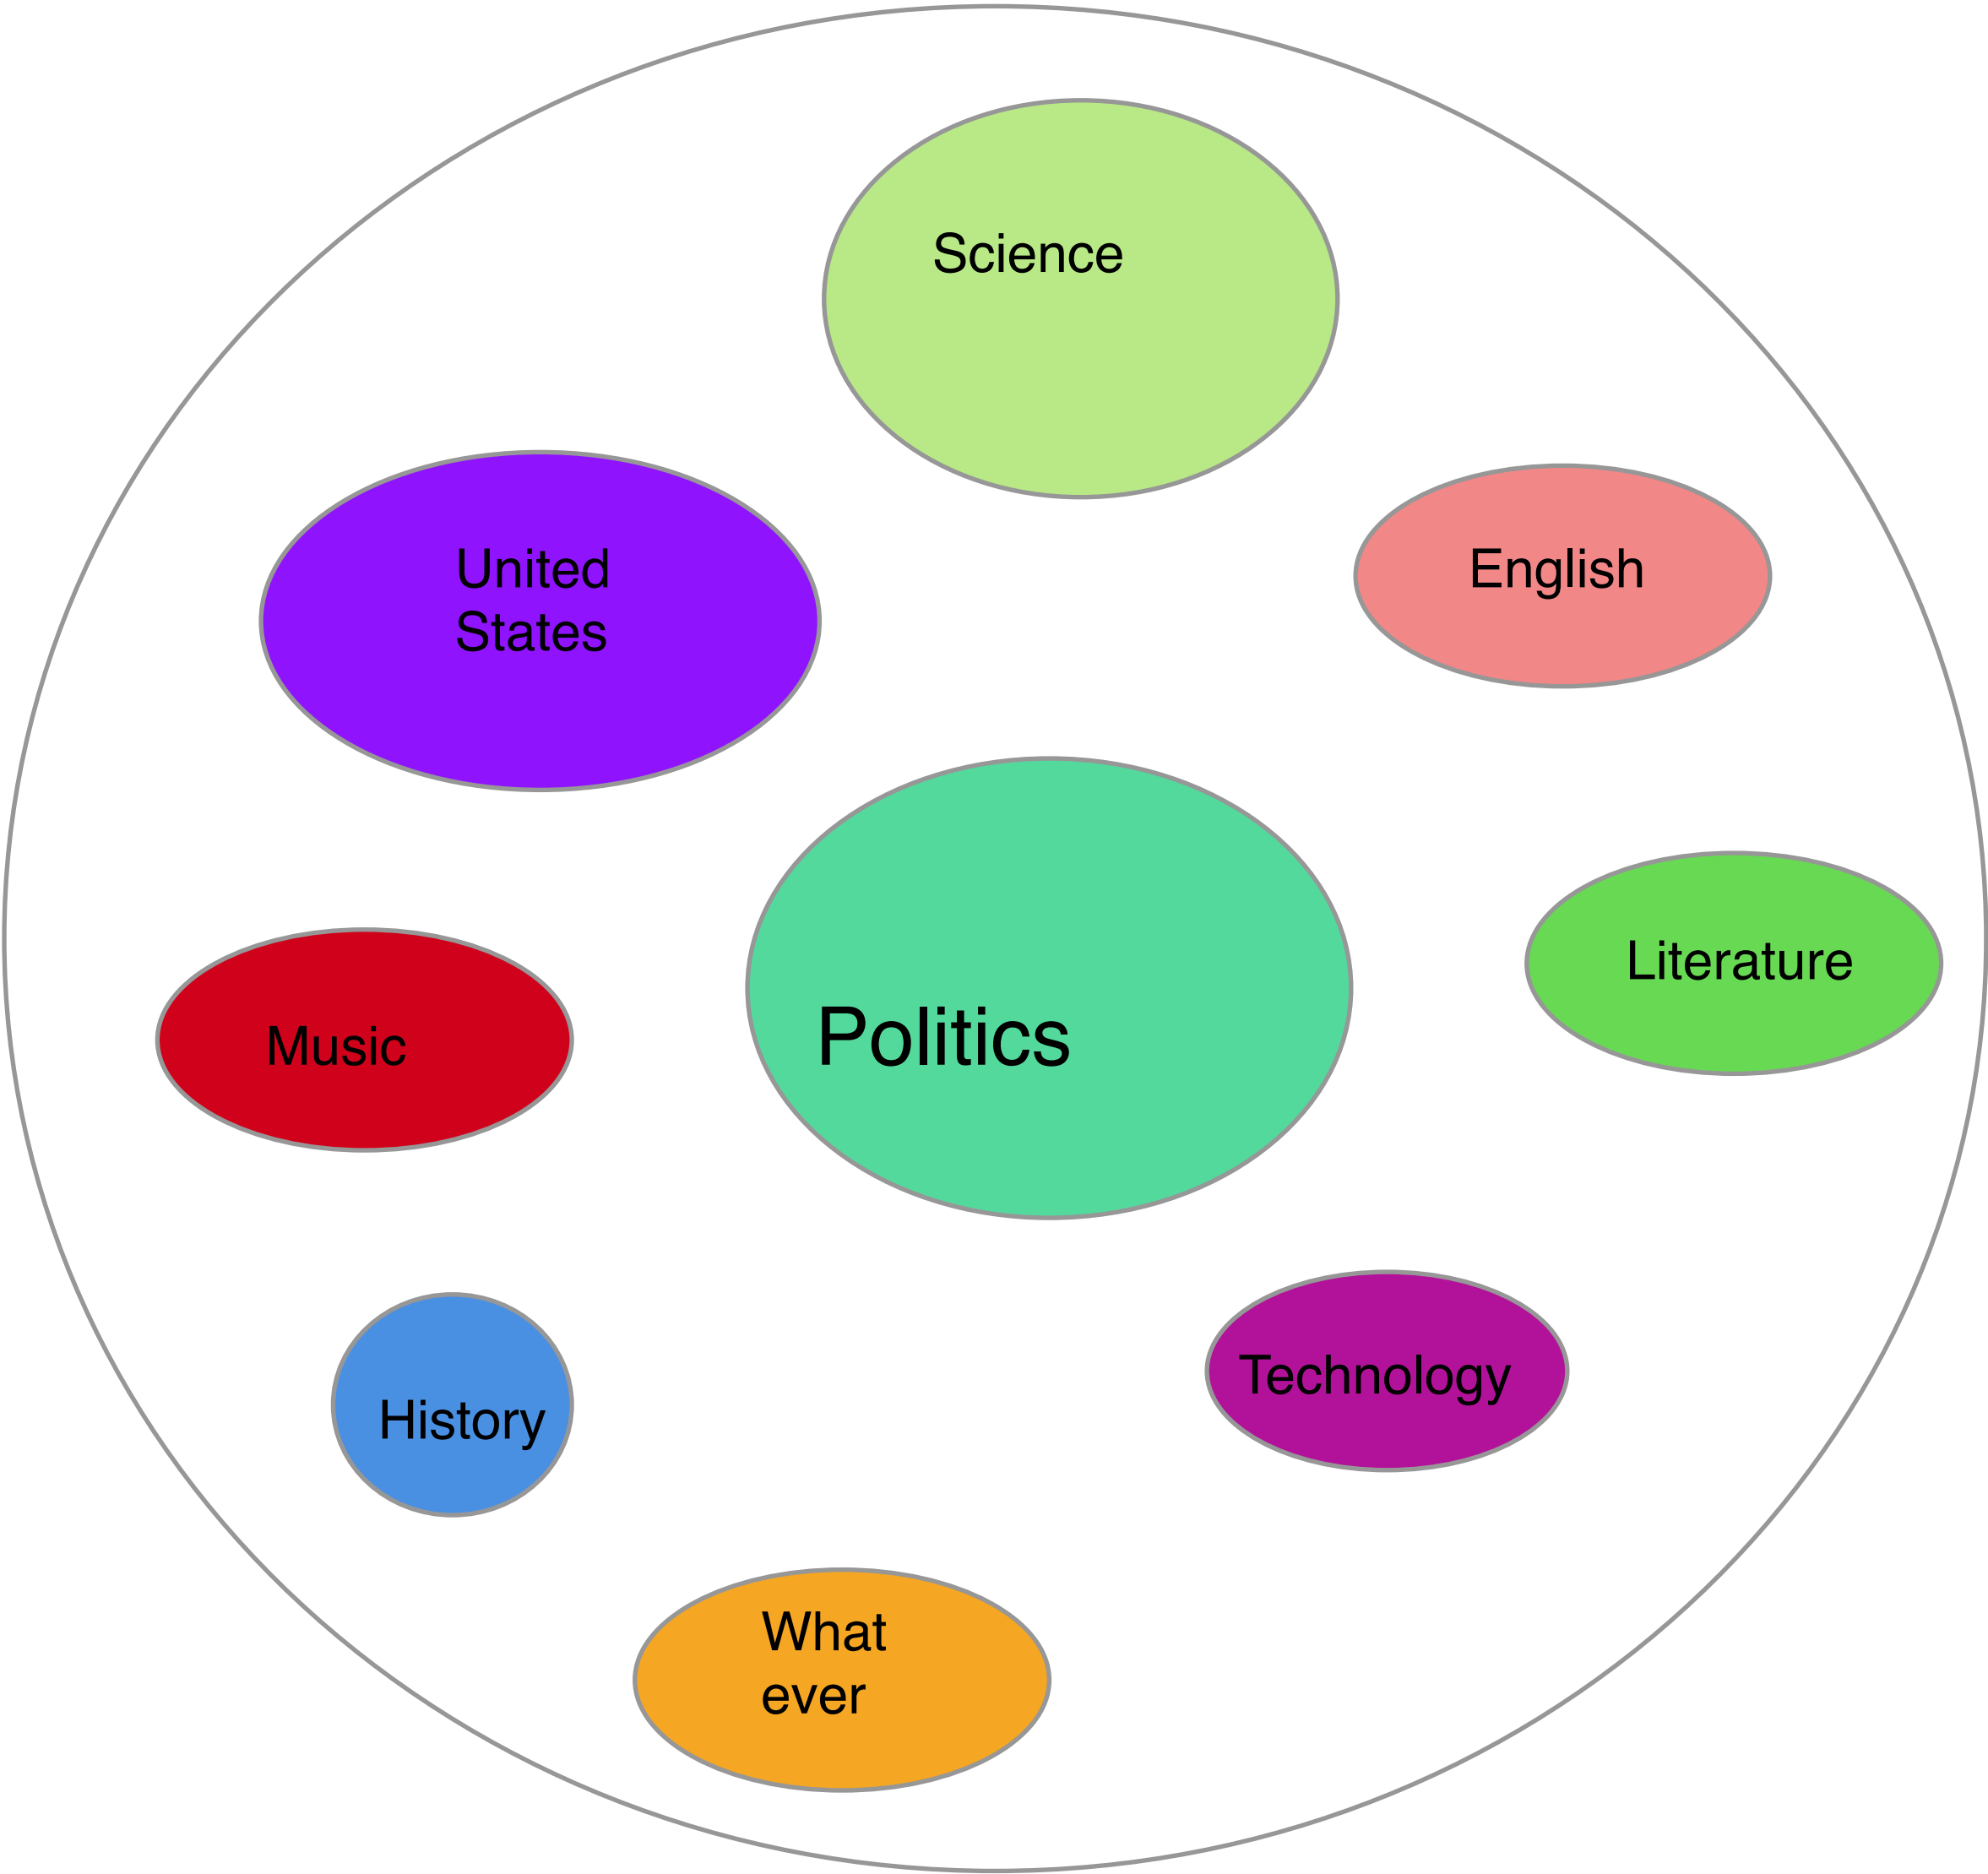 Science
United
States
English
Politics
Literature
Music
Technology
History
What
ever